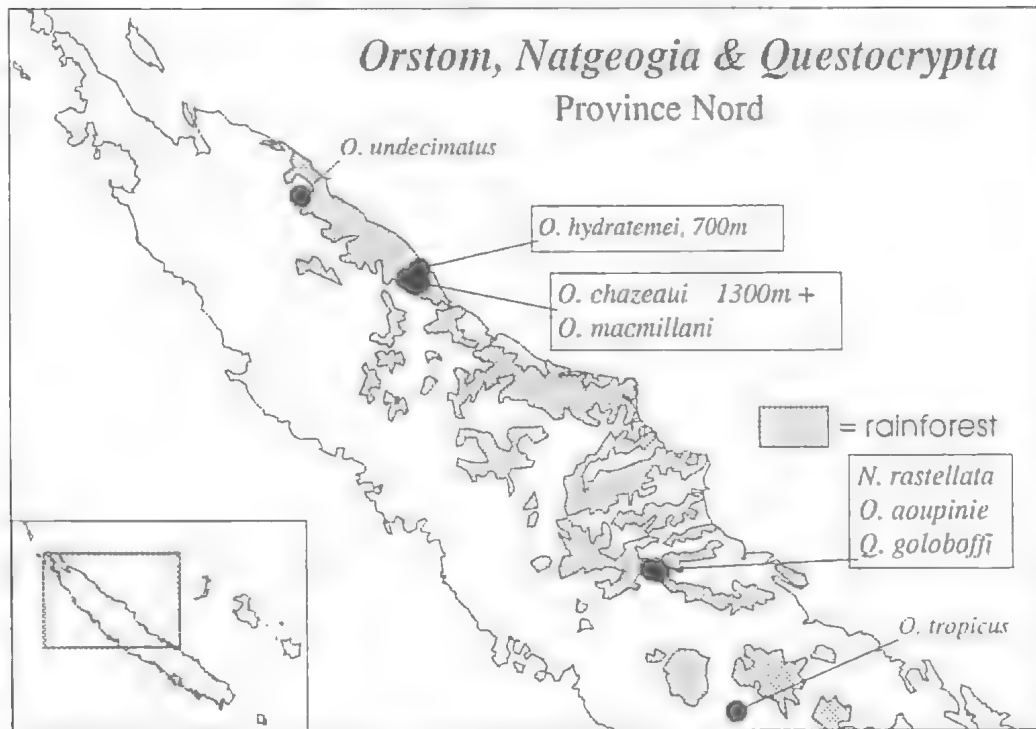 Orstom, Natgeogia & Questocrypta
Province Nord
O. undecimatus
O. hydratemei, 700m
O. chazeaui 1300m +
O. macmillani
= rainforest
N. rastellata
O. aoupinie
Q. goloboffi
O. tropicus